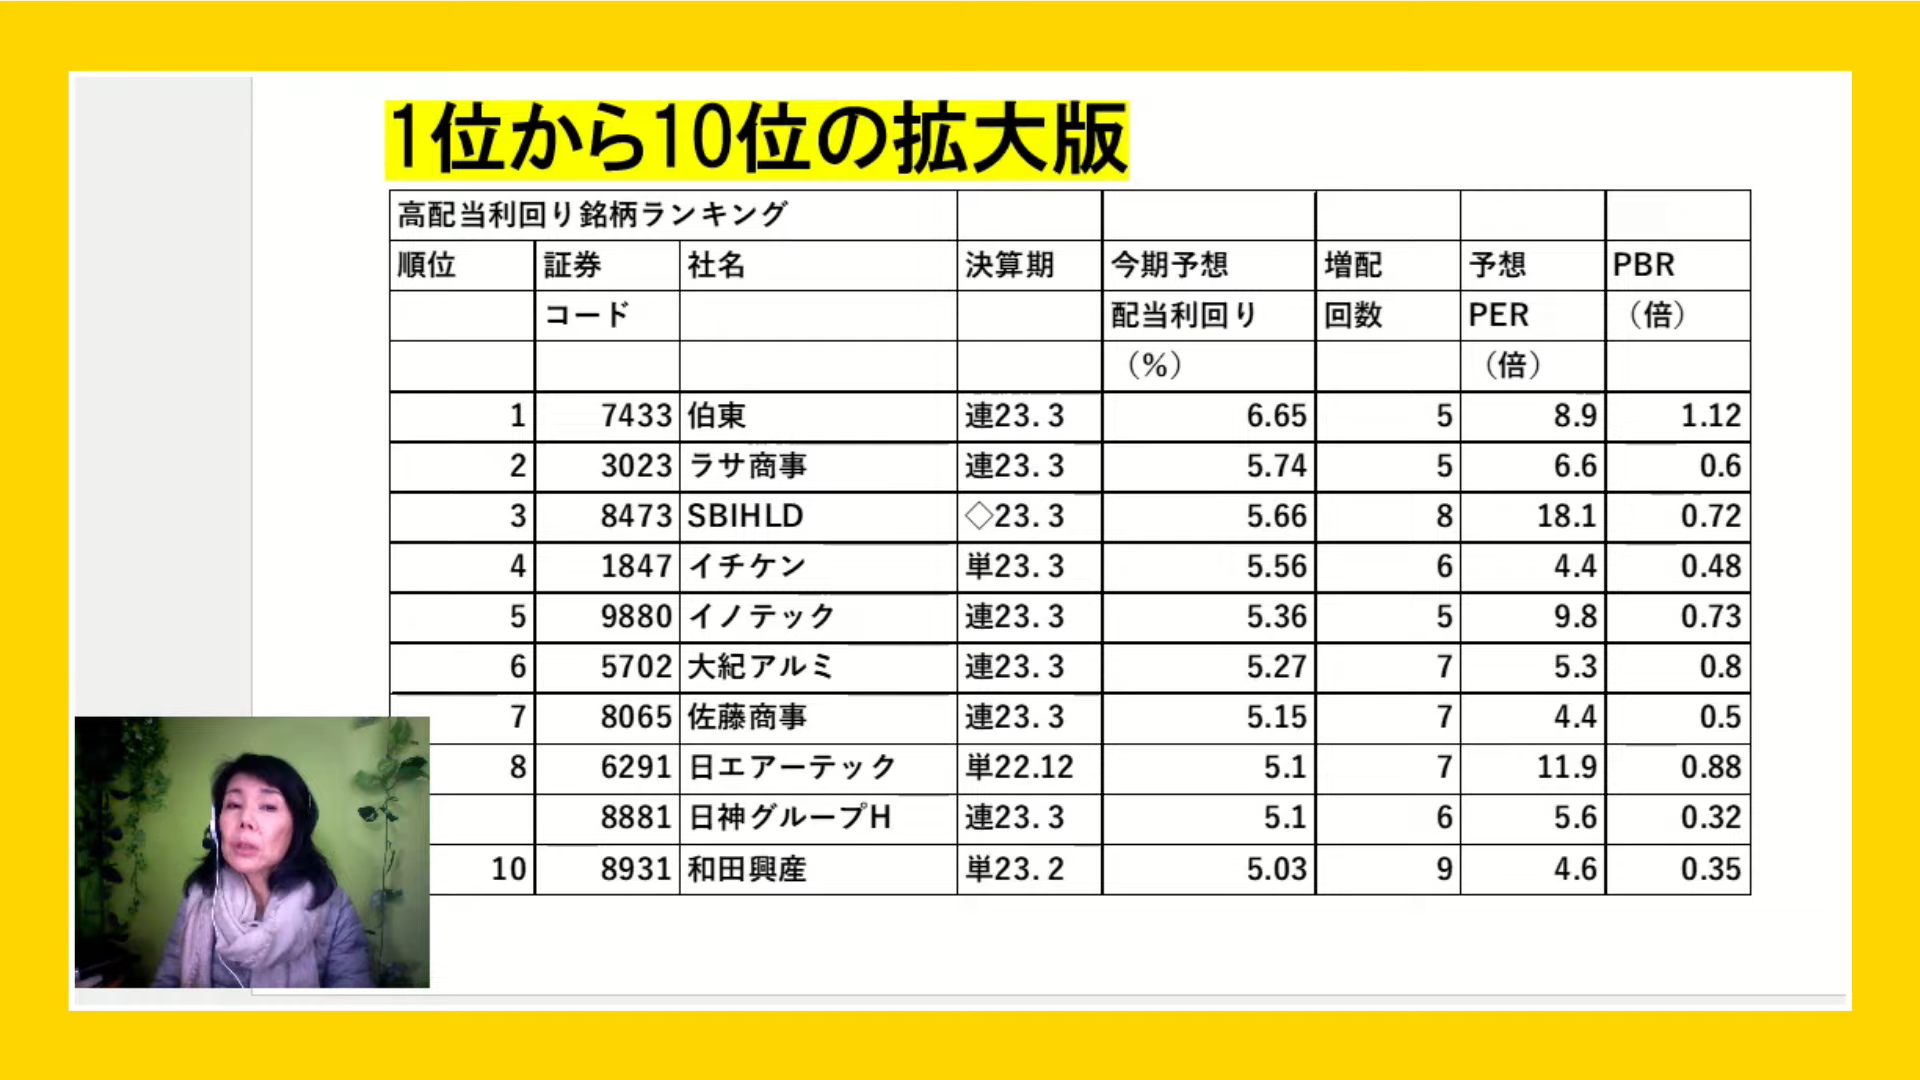 1位から10位の拡大版
高配当利回り銘柄ランキング
順位 証券 社名 決算期 今期予想 増配 予想 PBR
コード 配当利回り 回数 PER （倍）
（%） （倍）
1 7433 伯東 連23.3 6.65 5 8.9 1.12
2 3023 ラサ商事 連23.3 5.74 5 6.6 0.6
3 8473 SBIHLD ◇23.3 5.66 8 18.1 0.72
4 1847 イチケン 単23.3 5.56 6 4.4 0.48
5 9880 イノテック 連23.3 5.36 5 9.8 0.73
6 5702 大紀アルミ 連23.3 5.27 7 5.3 0.8
7 8065 佐藤商事 連23.3 5.15 7 4.4 0.5
8 6291 日エアーテック 単22.12 5.1 7 11.9 0.88
8881 日神グループH 連23.3 5.1 6 5.6 0.32
10 8931 和田興産 単23.2 5.03 9 4.6 0.35